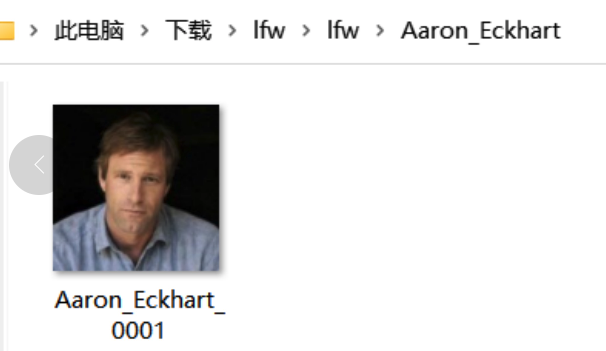 此电脑 > 下载 > lfw > lfw > Aaron_Eckhart
Aaron_Eckhart_
0001